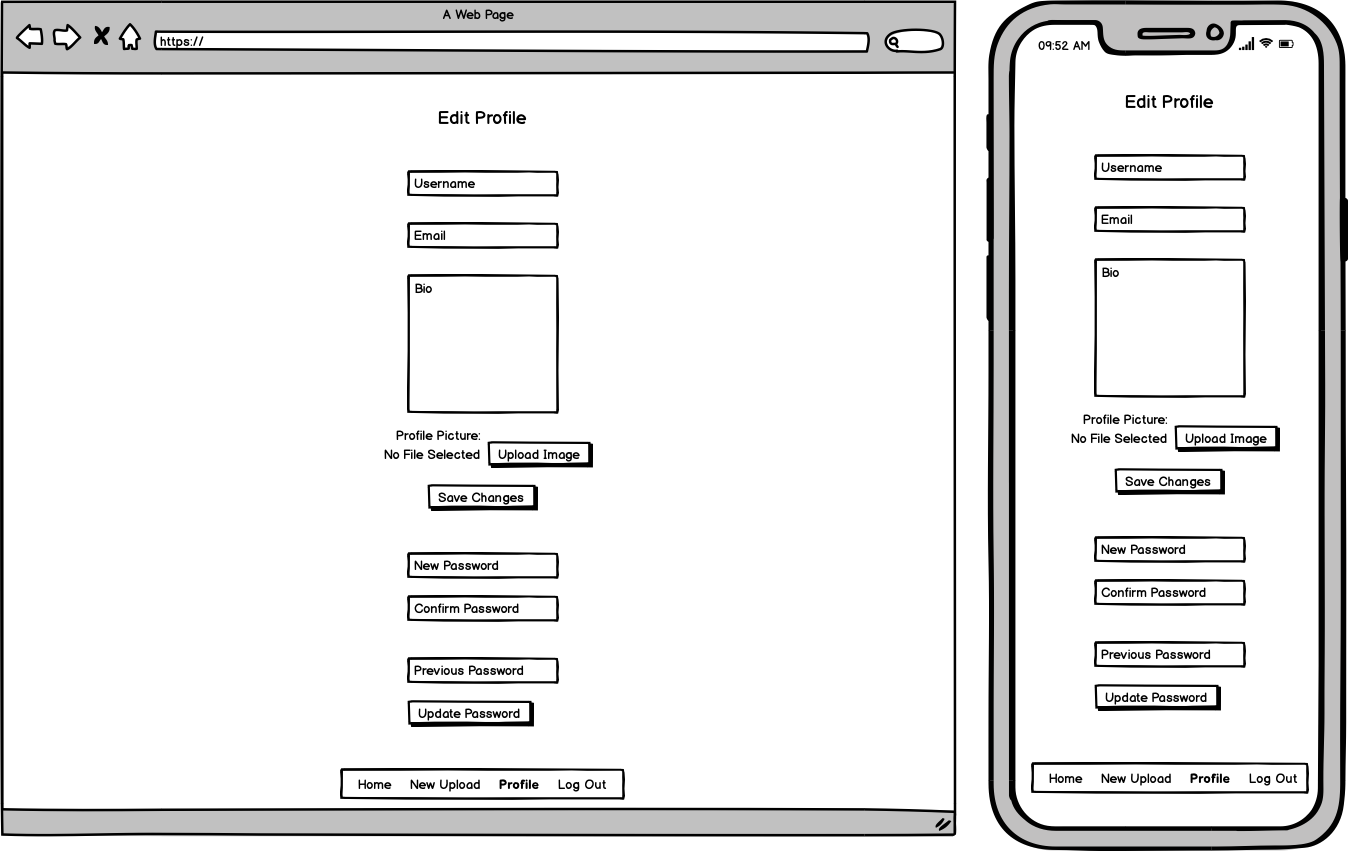 A Web Page
https://
Edit Profile
Username
Email
Bio
Profile Picture:
No File Selected
Upload Image
Save Changes
New Password
Confirm Password
Previous Password
Update Password
Home New Upload Profile Log Out
09:52 AM
Edit Profile
Username
Email
Bio
Profile Picture:
No File Selected
Upload Image
Save Changes
New Password
Confirm Password
Previous Password
Update Password
Home New Upload Profile Log Out